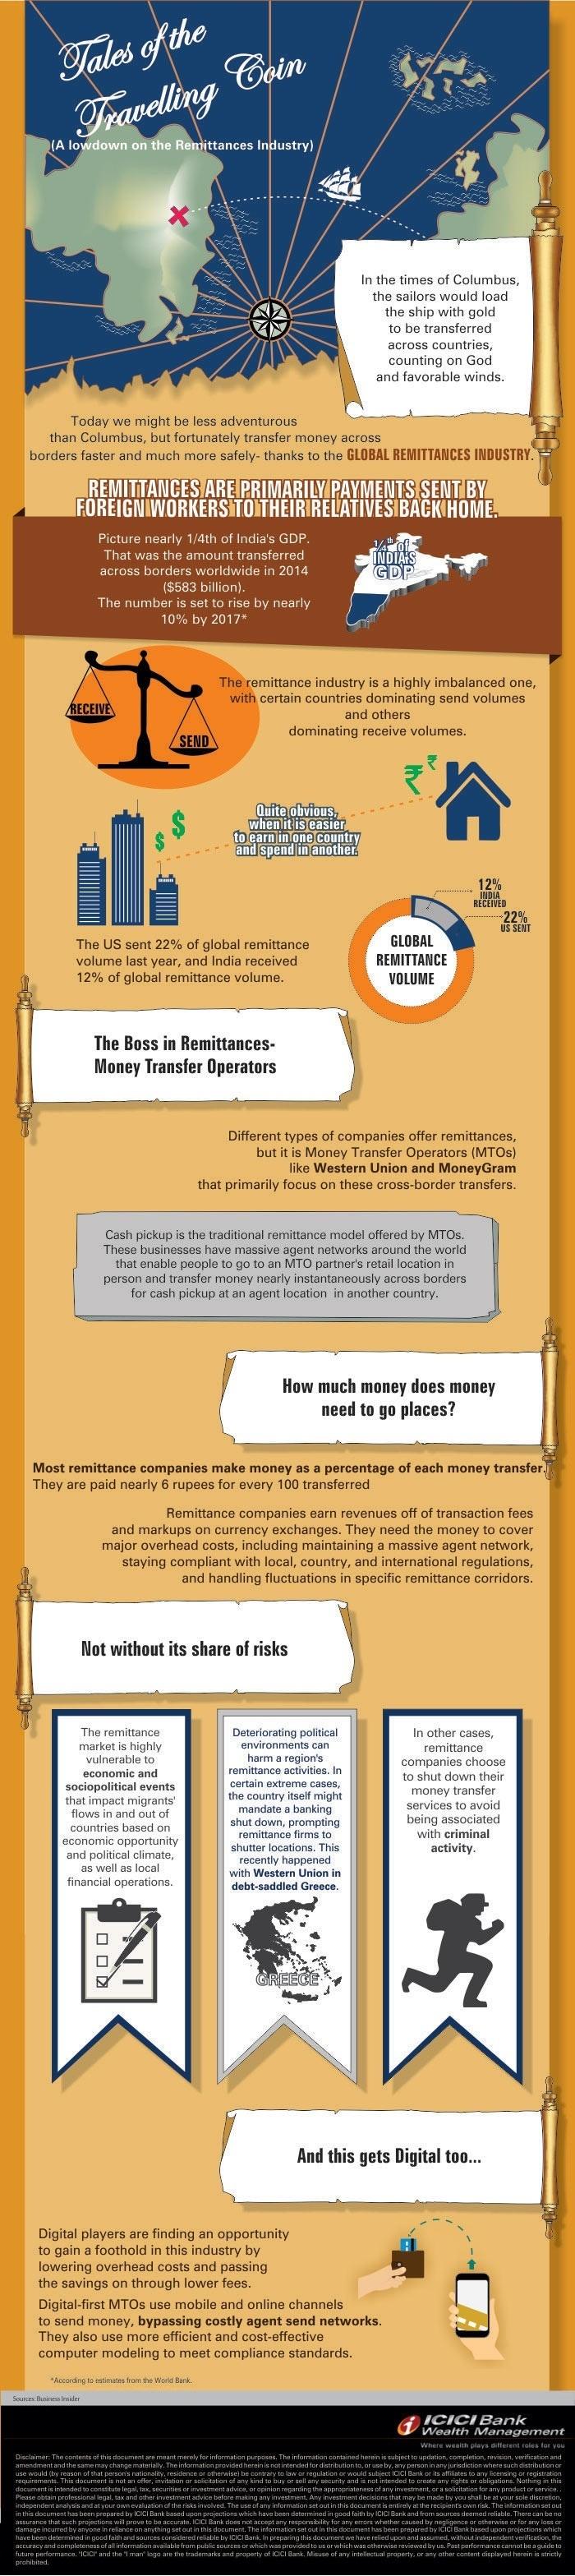 Tales of the
Travelling Coin
(A lowdown on the Remittances Industry)
In the times of Columbus,
the sailors would load
the ship with gold
to be transferred
across countries,
counting on God
and favorable winds.
Today we might be less adventurous
than Columbus, but fortunately transfer money across
borders faster and much more safely- thanks to the GLOBAL REMITTANCES INDUSTRY.
REMITTANCES ARE PRIMARILY PAYMENTS SENT BY
FOREIGN WORKERS TO THEIR RELATIVES BACK HOME.
Picture nearly 1/4th of India's GDP.
That was the amount transferred
across borders worldwide in 2014
($583 billion).
The number is set to rise by nearly
10% by 2017*
1/4th of
INDIA'S
GDP
The remittance industry is a highly imbalanced one,
with certain countries dominating send volumes
and others
dominating receive volumes.
RECEIVE
SEND
₹ ₹
$ $
Quite obvious,
when it is easier
to earn in one country
and spend in another.
12%
INDIA
RECEIVED
22%
US SENT
GLOBAL
REMITTANCE
VOLUME
The US sent 22% of global remittance
volume last year, and India received
12% of global remittance volume.
The Boss in Remittances-
Money Transfer Operators
Different types of companies offer remittances,
but it is Money Transfer Operators (MTOs)
like Western Union and MoneyGram
that primarily focus on these cross-border transfers.
Cash pickup is the traditional remittance model offered by MTOs.
These businesses have massive agent networks around the world
that enable people to go to an MTO partner's retail location in
person and transfer money nearly instantaneously across borders
for cash pickup at an agent location in another country.
How much money does money
need to go places?
Most remittance companies make money as a percentage of each money transfer.
They are paid nearly 6 rupees for every 100 transferred
Remittance companies earn revenues off of transaction fees
and markups on currency exchanges. They need the money to cover
major overhead costs, including maintaining a massive agent network,
staying compliant with local, country, and international regulations,
and handling fluctuations in specific remittance corridors.
Not without its share of risks
The remittance
market is highly
vulnerable to
economic and
sociopolitical events
that impact migrants'
flows in and out of
countries based on
economic opportunity
and political climate,
as well as local
financial operations.
Deteriorating political
environments can
harm a region's
remittance activities. In
certain extreme cases,
the country itself might
mandate a banking
shut down, prompting
remittance firms to
shutter locations. This
recently happened
with Western Union in
debt-saddled Greece.
GREECE
In other cases,
remittance
companies choose
to shut down their
money transfer
services to avoid
being associated
with criminal
activity.
And this gets Digital too...
Digital players are finding an opportunity
to gain a foothold in this industry by
lowering overhead costs and passing
the savings on through lower fees.
Digital-first MTOs use mobile and online channels
to send money, bypassing costly agent send networks.
They also use more efficient and cost-effective
computer modeling to meet compliance standards.
*According to estimates from the World Bank.
Sources: Business Insider
ICICI Bank
Wealth Management
Where wealth plays different roles for you
Disclaimer: The contents of this document are meant merely for information purposes. The information contained herein is subject to updation, completion, revision, verification and
amendment and the same may change materially. The information provided herein is not intended for distribution to, or use by, any person in any jurisdiction where such distribution or
use would (by reason of that person's nationality, residence or otherwise) be contrary to law or regulation or would subject ICICI Bank or its affiliates to any licensing or registration
requirements. This document is not an offer, invitation or solicitation of any kind to buy or sell any security and is not intended to create any rights or obligations. Nothing in this
document is intended to constitute legal, tax, securities or investment advice, or opinion regarding the appropriateness of any investment, or a solicitation for any product or service.
Please obtain professional legal, tax and other investment advice before making any investment. Any investment decisions that may be made by you shall be at your sole discretion,
independent analysis and at your own evaluation of the risks involved. The use of any information set out in this document is entirely at the recipient's own risk. The information set out
in this document has been prepared by ICICI Bank based upon projections which have been determined in good faith by ICICI Bank and from sources deemed reliable. There can be no
assurance that such projections will prove to be accurate. ICICI Bank does not accept any responsibility for any errors whether caused by negligence or otherwise or for any loss or
damage incurred by anyone in reliance on anything set out in this document. The information set out in this document has been prepared by ICICI Bank based upon projections which
have been determined in good faith and sources considered reliable by ICICI Bank. In preparing this document we have relied upon and assumed, without independent verification, the
accuracy and completeness of all information available from public sources or which was provided to us or which was otherwise reviewed by us. Past performance cannot be a guide to
future performance. 'ICICI' and the 'I man' logo are the trademarks and property of ICICI Bank. Misuse of any intellectual property, or any other content displayed herein is strictly
prohibited.